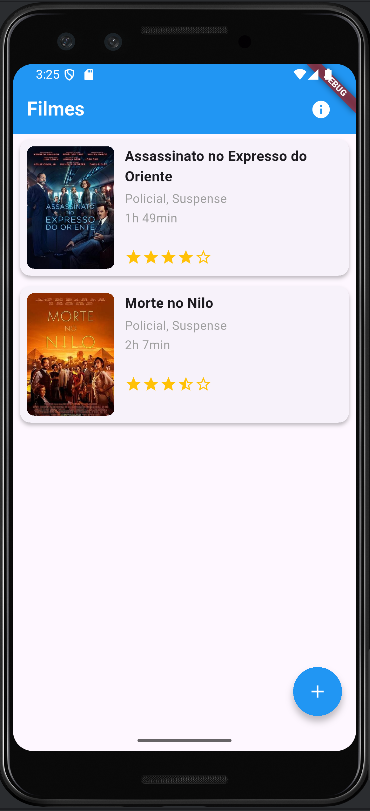 3:25
DEBUG
Filmes
Assassinato no Expresso do
Oriente
Policial, Suspense
1h 49min
ASSASSINATO
NO
EXPRESSO
DO ORIENTE
Morte no Nilo
Policial, Suspense
2h 7min
MORTE
NO
NILO